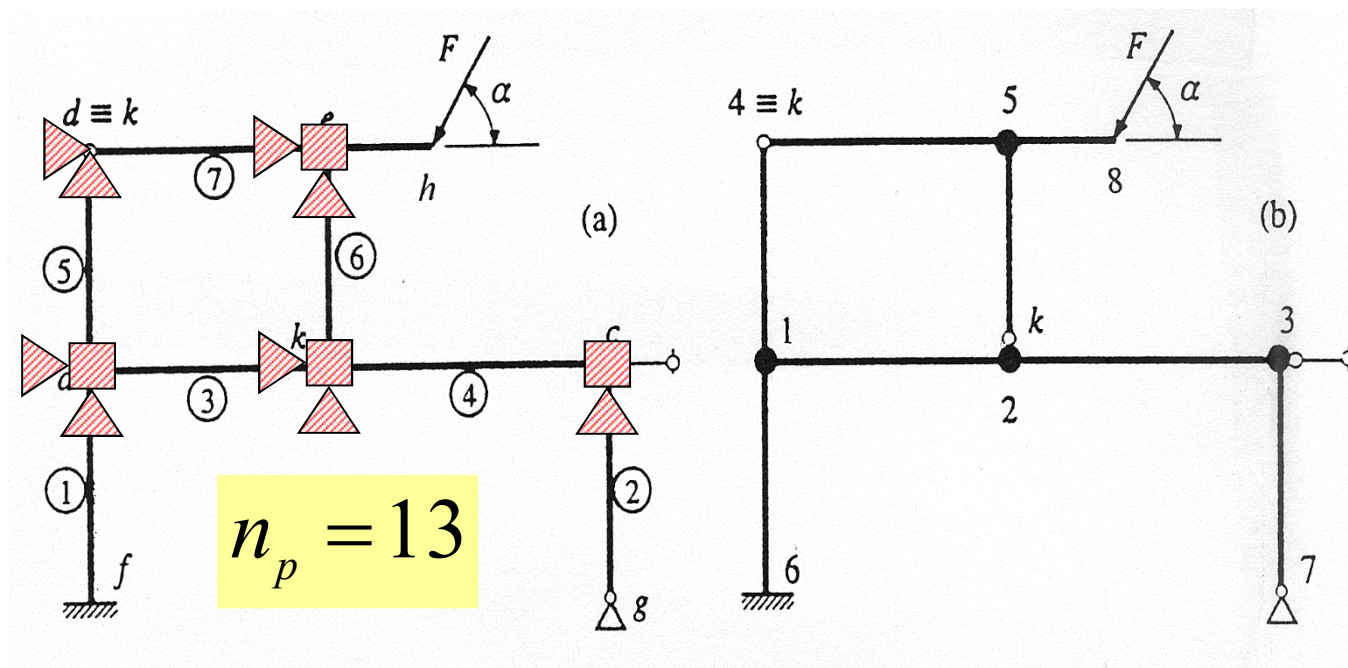 F
α
d ≡ k
⑦
h
(a)
⑤
⑥
k
c
③
④
①
②
f
g
n_p = 13
F
α
4 ≡ k
5
8
(b)
1
k
3
2
6
7